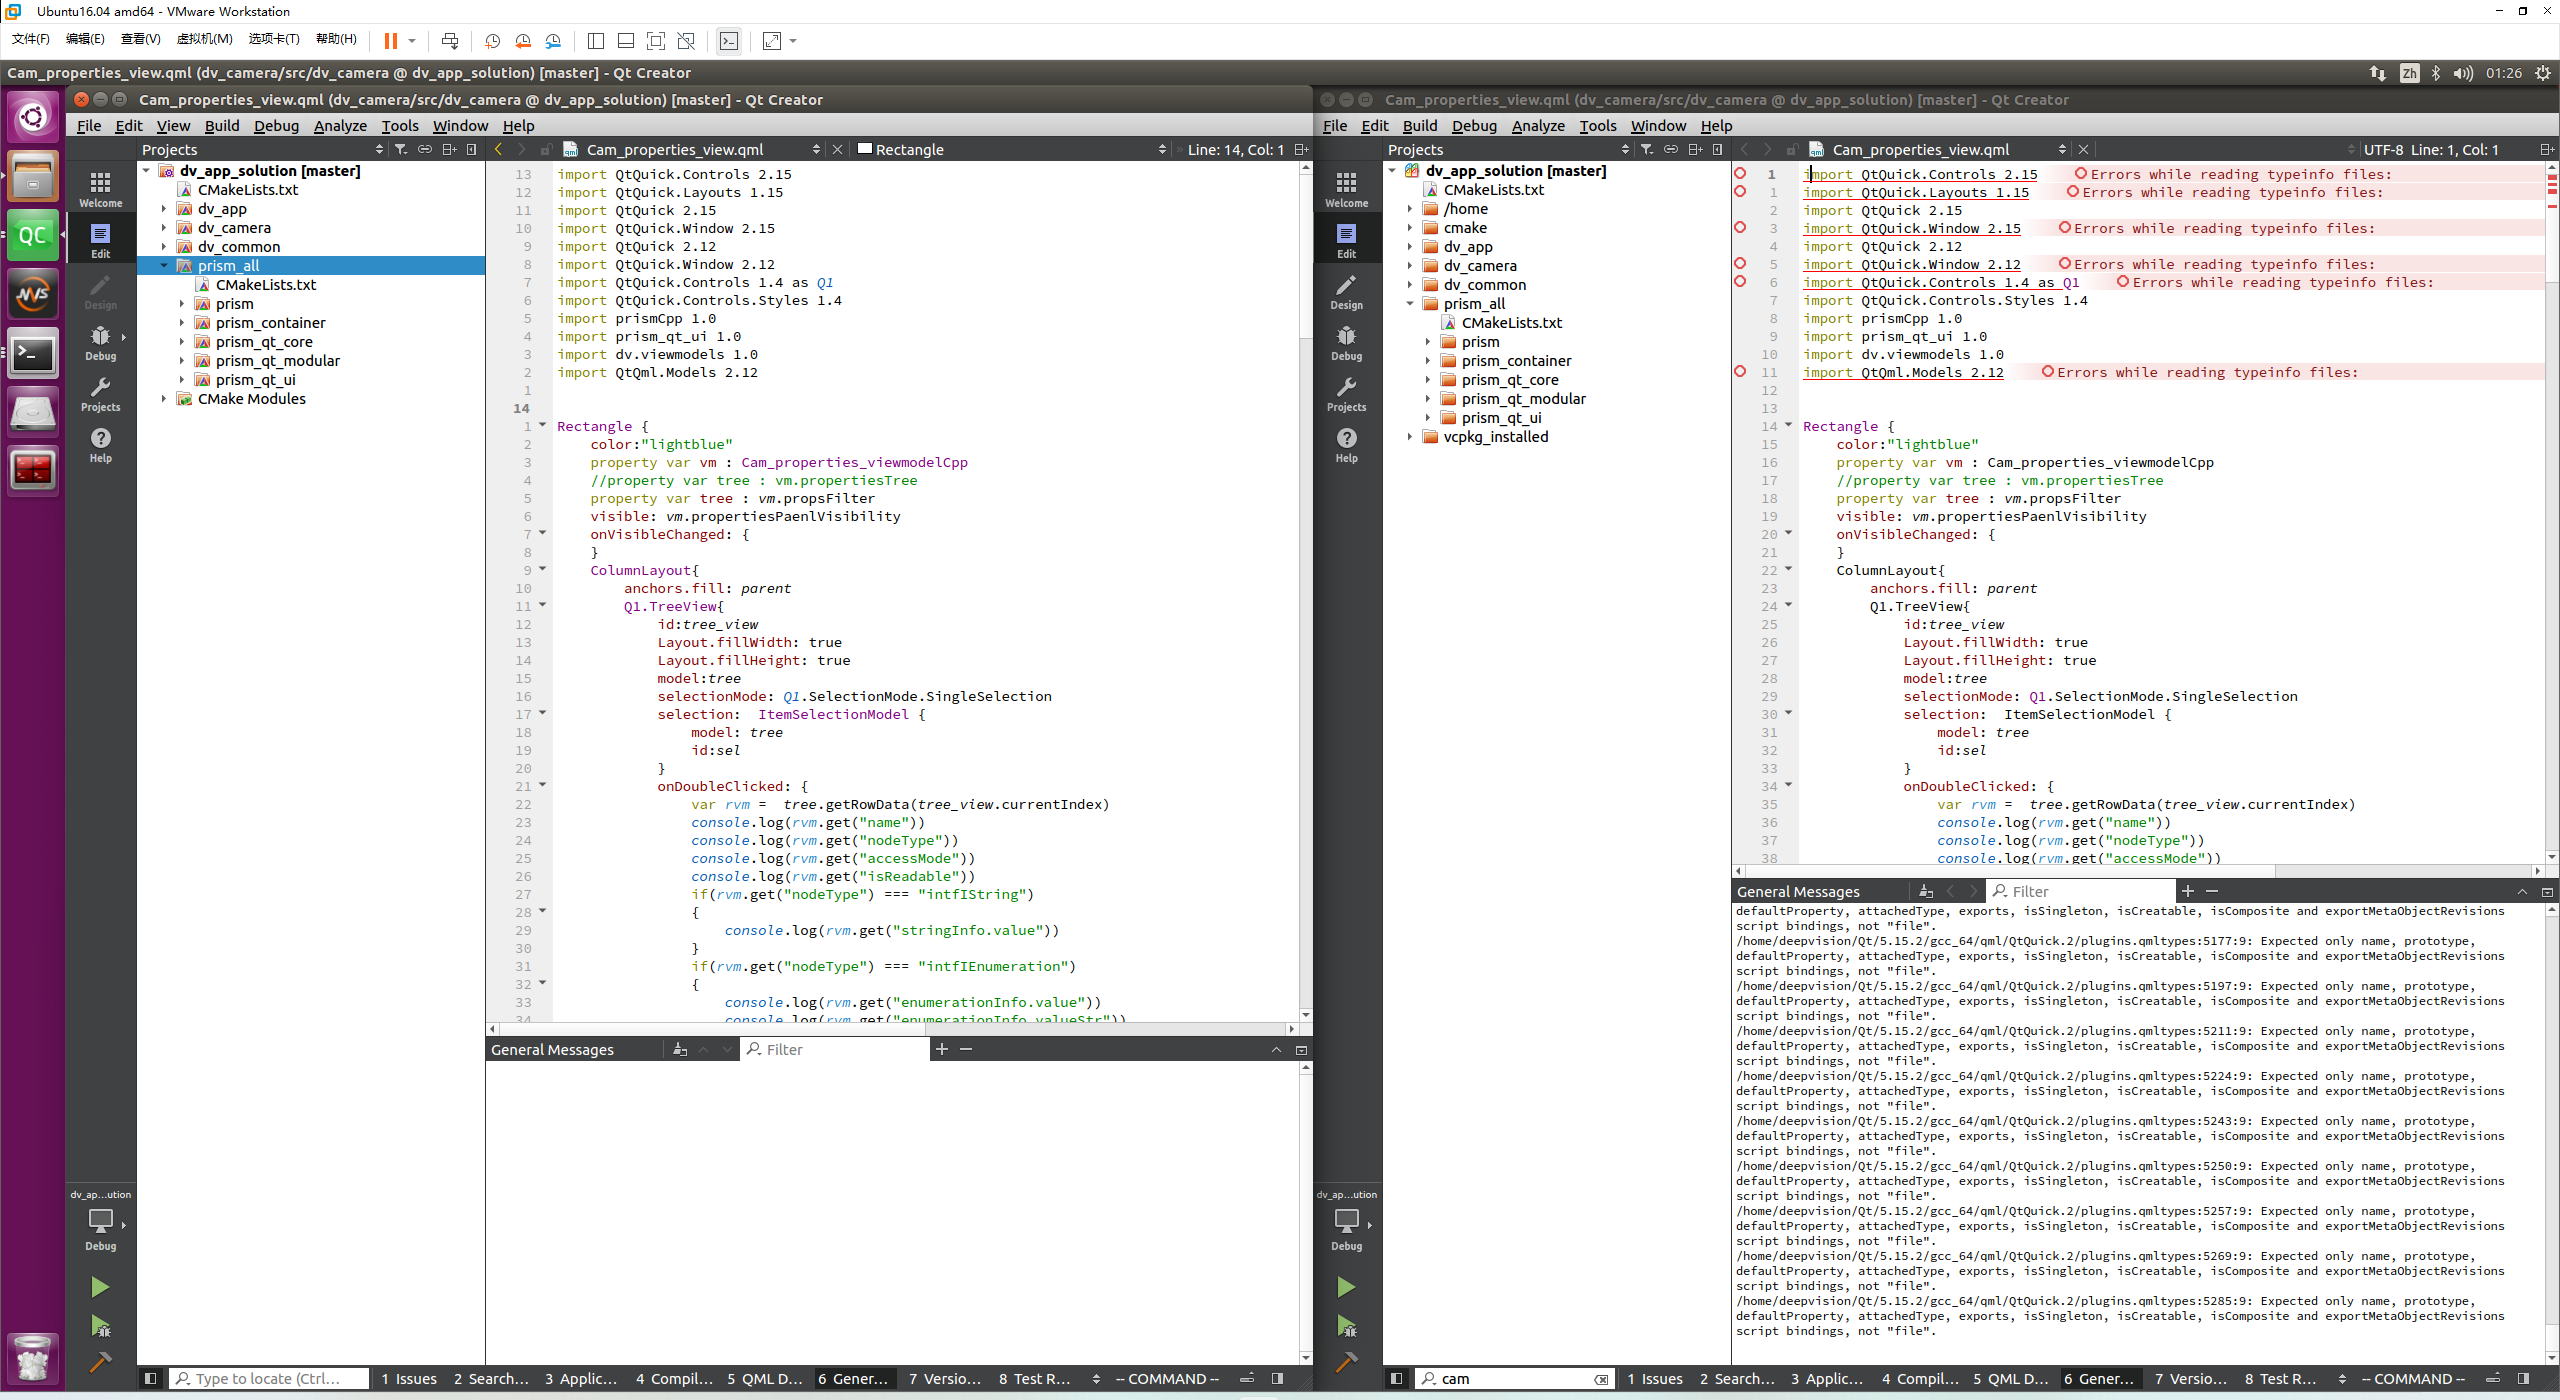 Ubuntu16.04 amd64 - VMware Workstation
文件(F) 编辑(E) 查看(V) 虚拟机(M) 选项卡(T) 帮助(H)
Cam_properties_view.qml (dv_camera/src/dv_camera @ dv_app_solution) [master] - Qt Creator
Zh 01:26
Cam_properties_view.qml (dv_camera/src/dv_camera @ dv_app_solution) [master] - Qt Creator
File Edit View Build Debug Analyze Tools Window Help
Projects
Cam_properties_view.qml
Rectangle
Line: 14, Col: 1
Welcome
Edit
Design
Debug
Projects
Help
dv_ap...ution
Debug
dv_app_solution [master]
CMakeLists.txt
dv_app
dv_camera
dv_common
prism_all
CMakeLists.txt
prism
prism_container
prism_qt_core
prism_qt_modular
prism_qt_ui
CMake Modules
13 import QtQuick.Controls 2.15
12 import QtQuick.Layouts 1.15
11 import QtQuick 2.15
10 import QtQuick.Window 2.15
9 import QtQuick 2.12
8 import QtQuick.Window 2.12
7 import QtQuick.Controls 1.4 as Q1
6 import QtQuick.Controls.Styles 1.4
5 import prismCpp 1.0
4 import prism_qt_ui 1.0
3 import dv.viewmodels 1.0
2 import QtQml.Models 2.12
1
14
1 Rectangle {
2 color:"lightblue"
3 property var vm : Cam_properties_viewmodelCpp
4 //property var tree : vm.propertiesTree
5 property var tree : vm.propsFilter
6 visible: vm.propertiesPaenlVisibility
7 onVisibleChanged: {
8 }
9 ColumnLayout{
10 anchors.fill: parent
11 Q1.TreeView{
12 id:tree_view
13 Layout.fillWidth: true
14 Layout.fillHeight: true
15 model:tree
16 selectionMode: Q1.SelectionMode.SingleSelection
17 selection: ItemSelectionModel {
18 model: tree
19 id:sel
20 }
21 onDoubleClicked: {
22 var rvm = tree.getRowData(tree_view.currentIndex)
23 console.log(rvm.get("name"))
24 console.log(rvm.get("nodeType"))
25 console.log(rvm.get("accessMode"))
26 console.log(rvm.get("isReadable"))
27 if(rvm.get("nodeType") === "intfIString")
28 {
29 console.log(rvm.get("stringInfo.value"))
30 }
31 if(rvm.get("nodeType") === "intfIEnumeration")
32 {
33 console.log(rvm.get("enumerationInfo.value"))
34 console.log(rvm.get("enumerationInfo.valueStr"))
General Messages Filter
Type to locate (Ctrl... 1 Issues 2 Search... 3 Applic... 4 Compil... 5 QML D... 6 Gener... 7 Versio... 8 Test R... -- COMMAND --
Cam_properties_view.qml (dv_camera/src/dv_camera @ dv_app_solution) [master] - Qt Creator
File Edit Build Debug Analyze Tools Window Help
Projects
Cam_properties_view.qml
UTF-8 Line: 1, Col: 1
Welcome
Edit
Design
Debug
Projects
Help
dv_ap...ution
Debug
dv_app_solution [master]
CMakeLists.txt
/home
cmake
dv_app
dv_camera
dv_common
prism_all
CMakeLists.txt
prism
prism_container
prism_qt_core
prism_qt_modular
prism_qt_ui
vcpkg_installed
1 import QtQuick.Controls 2.15 Errors while reading typeinfo files:
1 import QtQuick.Layouts 1.15 Errors while reading typeinfo files:
2 import QtQuick 2.15
3 import QtQuick.Window 2.15 Errors while reading typeinfo files:
4 import QtQuick 2.12
5 import QtQuick.Window 2.12 Errors while reading typeinfo files:
6 import QtQuick.Controls 1.4 as Q1 Errors while reading typeinfo files:
7 import QtQuick.Controls.Styles 1.4
8 import prismCpp 1.0
9 import prism_qt_ui 1.0
10 import dv.viewmodels 1.0
11 import QtQml.Models 2.12 Errors while reading typeinfo files:
12
13
14 Rectangle {
15 color:"lightblue"
16 property var vm : Cam_properties_viewmodelCpp
17 //property var tree : vm.propertiesTree
18 property var tree : vm.propsFilter
19 visible: vm.propertiesPaenlVisibility
20 onVisibleChanged: {
21 }
22 ColumnLayout{
23 anchors.fill: parent
24 Q1.TreeView{
25 id:tree_view
26 Layout.fillWidth: true
27 Layout.fillHeight: true
28 model:tree
29 selectionMode: Q1.SelectionMode.SingleSelection
30 selection: ItemSelectionModel {
31 model: tree
32 id:sel
33 }
34 onDoubleClicked: {
35 var rvm = tree.getRowData(tree_view.currentIndex)
36 console.log(rvm.get("name"))
37 console.log(rvm.get("nodeType"))
38 console.log(rvm.get("accessMode"))
General Messages Filter
defaultProperty, attachedType, exports, isSingleton, isCreatable, isComposite and exportMetaObjectRevisions
script bindings, not "file".
/home/deepvision/Qt/5.15.2/gcc_64/qml/QtQuick.2/plugins.qmltypes:5177:9: Expected only name, prototype,
defaultProperty, attachedType, exports, isSingleton, isCreatable, isComposite and exportMetaObjectRevisions
script bindings, not "file".
/home/deepvision/Qt/5.15.2/gcc_64/qml/QtQuick.2/plugins.qmltypes:5197:9: Expected only name, prototype,
defaultProperty, attachedType, exports, isSingleton, isCreatable, isComposite and exportMetaObjectRevisions
script bindings, not "file".
/home/deepvision/Qt/5.15.2/gcc_64/qml/QtQuick.2/plugins.qmltypes:5211:9: Expected only name, prototype,
defaultProperty, attachedType, exports, isSingleton, isCreatable, isComposite and exportMetaObjectRevisions
script bindings, not "file".
/home/deepvision/Qt/5.15.2/gcc_64/qml/QtQuick.2/plugins.qmltypes:5224:9: Expected only name, prototype,
defaultProperty, attachedType, exports, isSingleton, isCreatable, isComposite and exportMetaObjectRevisions
script bindings, not "file".
/home/deepvision/Qt/5.15.2/gcc_64/qml/QtQuick.2/plugins.qmltypes:5243:9: Expected only name, prototype,
defaultProperty, attachedType, exports, isSingleton, isCreatable, isComposite and exportMetaObjectRevisions
script bindings, not "file".
/home/deepvision/Qt/5.15.2/gcc_64/qml/QtQuick.2/plugins.qmltypes:5250:9: Expected only name, prototype,
defaultProperty, attachedType, exports, isSingleton, isCreatable, isComposite and exportMetaObjectRevisions
script bindings, not "file".
/home/deepvision/Qt/5.15.2/gcc_64/qml/QtQuick.2/plugins.qmltypes:5257:9: Expected only name, prototype,
defaultProperty, attachedType, exports, isSingleton, isCreatable, isComposite and exportMetaObjectRevisions
script bindings, not "file".
/home/deepvision/Qt/5.15.2/gcc_64/qml/QtQuick.2/plugins.qmltypes:5269:9: Expected only name, prototype,
defaultProperty, attachedType, exports, isSingleton, isCreatable, isComposite and exportMetaObjectRevisions
script bindings, not "file".
/home/deepvision/Qt/5.15.2/gcc_64/qml/QtQuick.2/plugins.qmltypes:5285:9: Expected only name, prototype,
defaultProperty, attachedType, exports, isSingleton, isCreatable, isComposite and exportMetaObjectRevisions
script bindings, not "file".
cam 1 Issues 2 Search... 3 Applic... 4 Compil... 5 QML D... 6 Gener... 7 Versio... 8 Test R... -- COMMAND --
QC
MVS